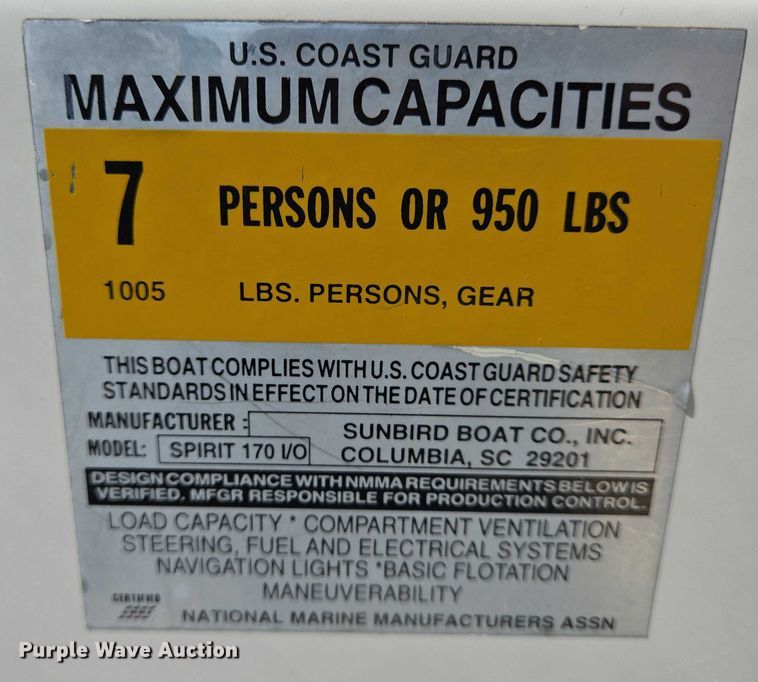 U.S. COAST GUARD
MAXIMUM CAPACITIES
7 PERSONS OR 950 LBS
1005 LBS. PERSONS, GEAR
THIS BOAT COMPLIES WITH U.S. COAST GUARD SAFETY
STANDARDS IN EFFECT ON THE DATE OF CERTIFICATION
MANUFACTURER : SUNBIRD BOAT CO., INC.
MODEL: SPIRIT 170 I/O COLUMBIA, SC 29201
DESIGN COMPLIANCE WITH NMMA REQUIREMENTS BELOW IS
VERIFIED. MFGR RESPONSIBLE FOR PRODUCTION CONTROL.
LOAD CAPACITY * COMPARTMENT VENTILATION
STEERING, FUEL AND ELECTRICAL SYSTEMS
NAVIGATION LIGHTS *BASIC FLOTATION
MANEUVERABILITY
CERTIFIED
NATIONAL MARINE MANUFACTURERS ASSN
Purple Wave Auction